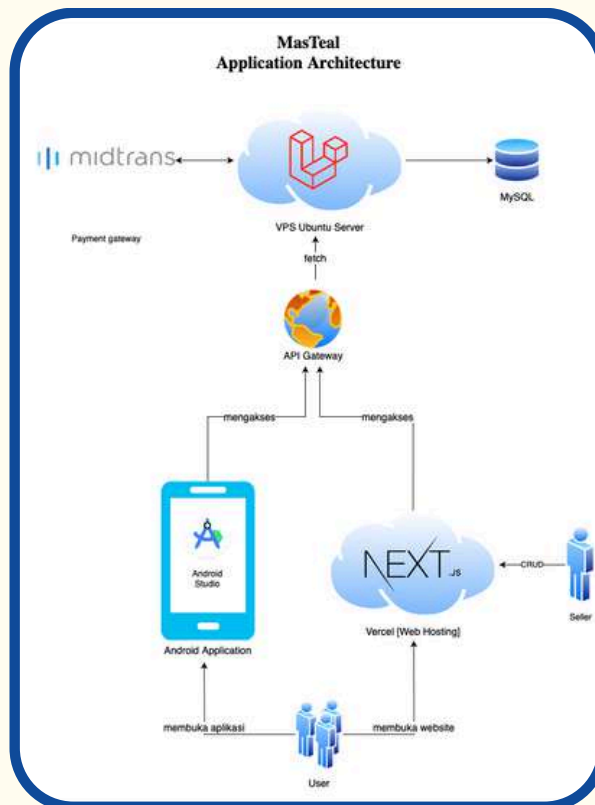 MasTeal
Application Architecture
midtrans
Payment gateway
VPS Ubuntu Server
MySQL
fetch
API Gateway
mengakses
mengakses
Android
Studio
Android Application
NEXT.JS
Vercel [Web Hosting]
CRUD
Seller
membuka aplikasi
membuka website
User